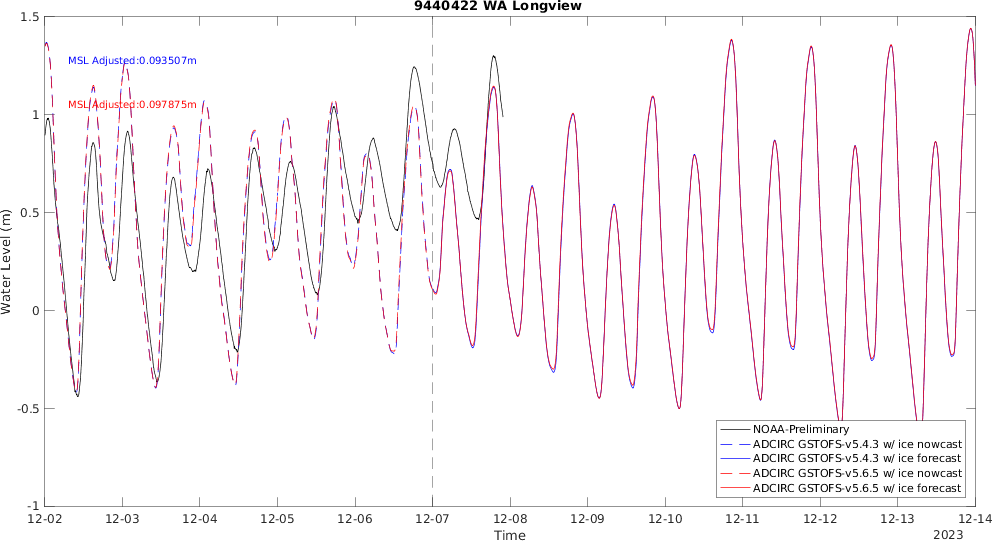 9440422 WA Longview
1.5
MSL Adjusted:0.093507m
MSL Adjusted:0.097875m
1
0.5
Water Level (m)
0
-0.5
NOAA-Preliminary
ADCIRC GSTOFS-v5.4.3 w/ ice nowcast
ADCIRC GSTOFS-v5.4.3 w/ ice forecast
ADCIRC GSTOFS-v5.6.5 w/ ice nowcast
ADCIRC GSTOFS-v5.6.5 w/ ice forecast
-1
12-02 12-03 12-04 12-05 12-06 12-07 12-08 12-09 12-10 12-11 12-12 12-13 12-14
Time
2023